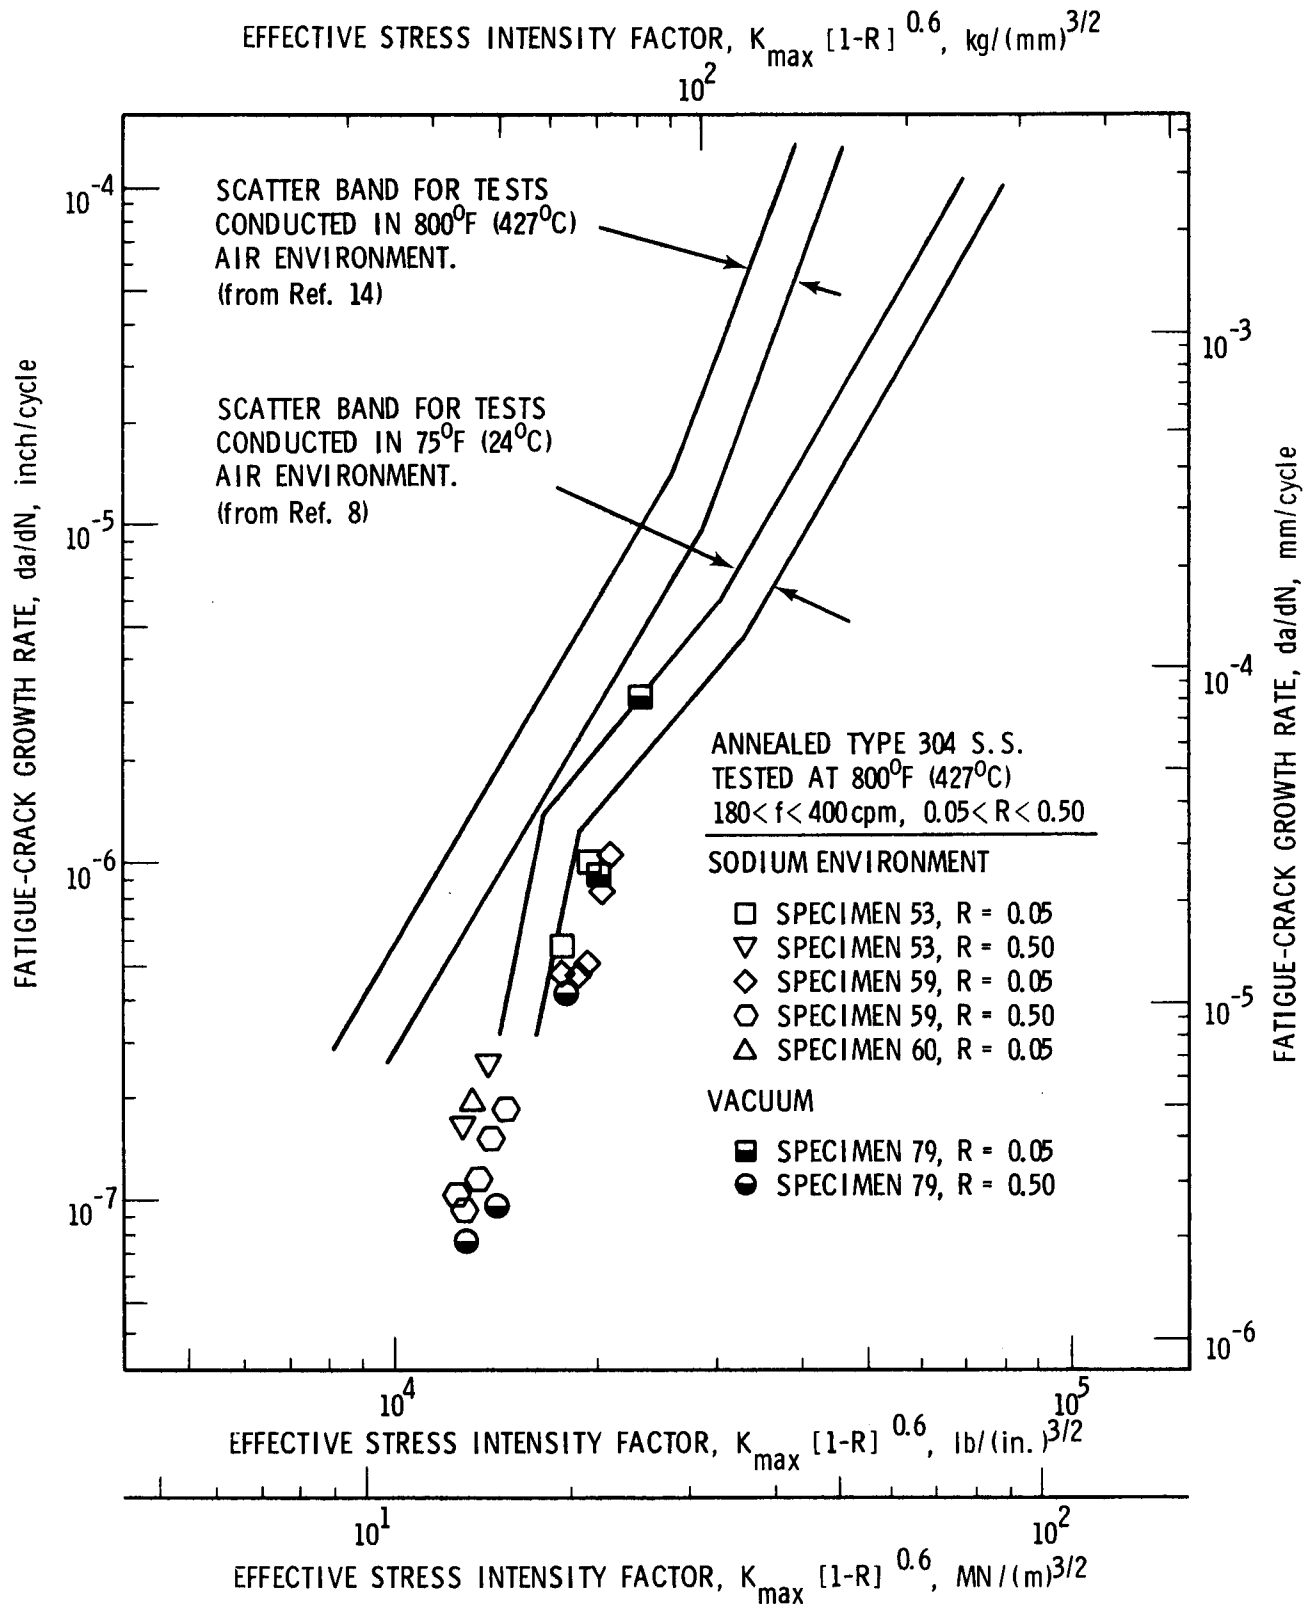 EFFECTIVE STRESS INTENSITY FACTOR, Kmax [1-R]^0.6, kg/(mm)^3/2
10^2
SCATTER BAND FOR TESTS
CONDUCTED IN 800⁰F (427⁰C)
AIR ENVIRONMENT.
(from Ref. 14)
SCATTER BAND FOR TESTS
CONDUCTED IN 75⁰F (24⁰C)
AIR ENVIRONMENT.
(from Ref. 8)
FATIGUE-CRACK GROWTH RATE, da/dN, inch/cycle
10^-4
10^-5
10^-6
10^-7
FATIGUE-CRACK GROWTH RATE, da/dN, mm/cycle
10^-3
10^-4
10^-5
10^-6
ANNEALED TYPE 304 S.S.
TESTED AT 800⁰F (427⁰C)
180< f< 400 cpm, 0.05< R< 0.50
SODIUM ENVIRONMENT
SPECIMEN 53, R = 0.05
SPECIMEN 53, R = 0.50
SPECIMEN 59, R = 0.05
SPECIMEN 59, R = 0.50
SPECIMEN 60, R = 0.05
VACUUM
SPECIMEN 79, R = 0.05
SPECIMEN 79, R = 0.50
10^4 10^5
EFFECTIVE STRESS INTENSITY FACTOR, Kmax [1-R]^0.6, lb/(in.)^3/2
10^1 10^2
EFFECTIVE STRESS INTENSITY FACTOR, Kmax [1-R]^0.6, MN/(m)^3/2